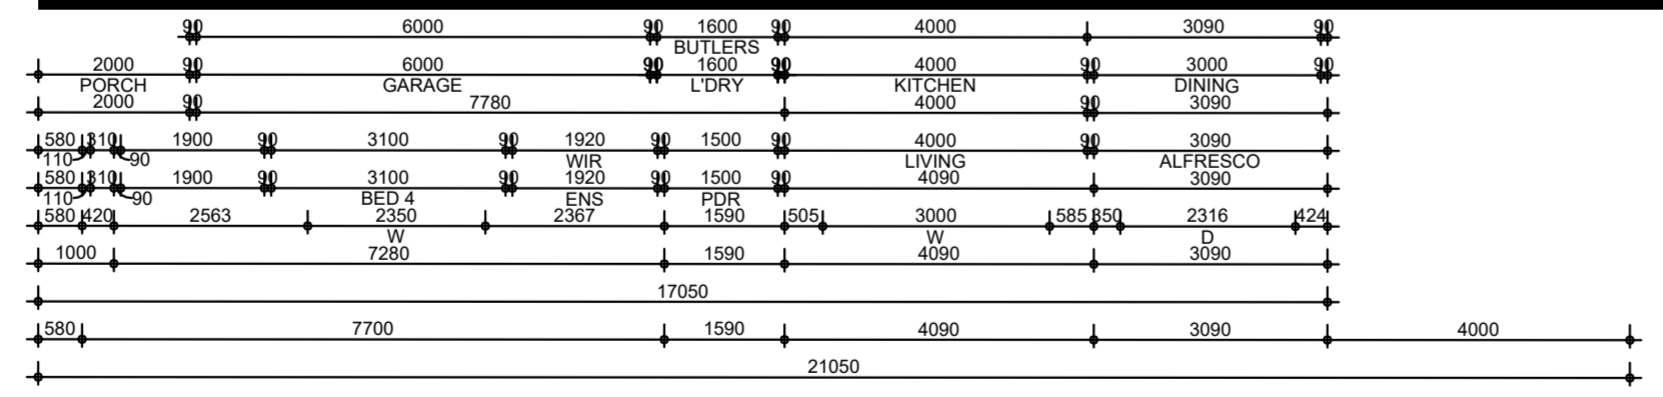 90 6000 90 1600 90 4000 3090 90
BUTLERS
2000 90 6000 90 1600 90 4000 90 3000 90
PORCH GARAGE L'DRY KITCHEN DINING
2000 90 7780 4000 90 3090
580 310 1900 90 3100 90 1920 90 1500 90 4000 90 3090
110 90 WIR LIVING ALFRESCO
580 310 1900 90 3100 90 1920 90 1500 90 4090 3090
110 90 BED 4 ENS PDR
580 420 2563 2350 2367 1590 505 3000 585 350 2316 424
W W D
1000 7280 1590 4090 3090
17050
580 7700 1590 4090 3090 4000
21050